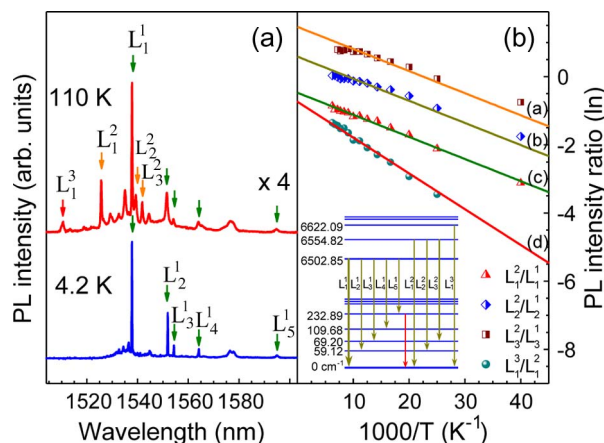 (a)
(b)
PL intensity (arb. units)
110 K
4.2 K
x 4
L₁³
L₁²
L₁¹
L₂²
L₃²
L₂¹
L₃¹
L₄¹
L₅¹
1520 1540 1560 1580
Wavelength (nm)
PL intensity ratio (ln)
0
-2
-4
-6
-8
(a)
(b)
(c)
(d)
6622.09
6554.82
6502.85
L₁¹ L₂¹ L₃¹ L₄¹ L₅¹ L₁² L₂² L₃² L₁³
232.89
109.68
69.20
59.12
0 cm⁻¹
L₁²/L₁¹
L₂²/L₂¹
L₃²/L₃¹
L₁³/L₁²
10 20 30 40
1000/T (K⁻¹)